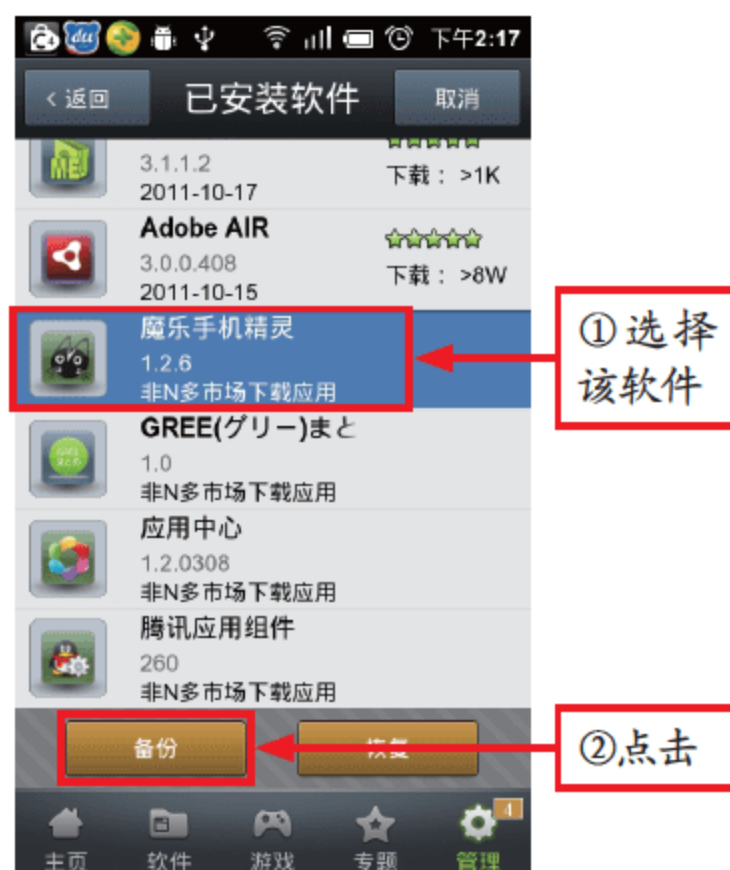 下午2:17
返回
已安装软件
取消
3.1.1.2
2011-10-17
下载： >1K
Adobe AIR
3.0.0.408
2011-10-15
下载： >8W
魔乐手机精灵
1.2.6
非N多市场下载应用
①选择
该软件
GREE(グリー)まと
1.0
非N多市场下载应用
应用中心
1.2.0308
非N多市场下载应用
腾讯应用组件
260
非N多市场下载应用
备份
恢复
②点击
4
主页
软件
游戏
专题
管理